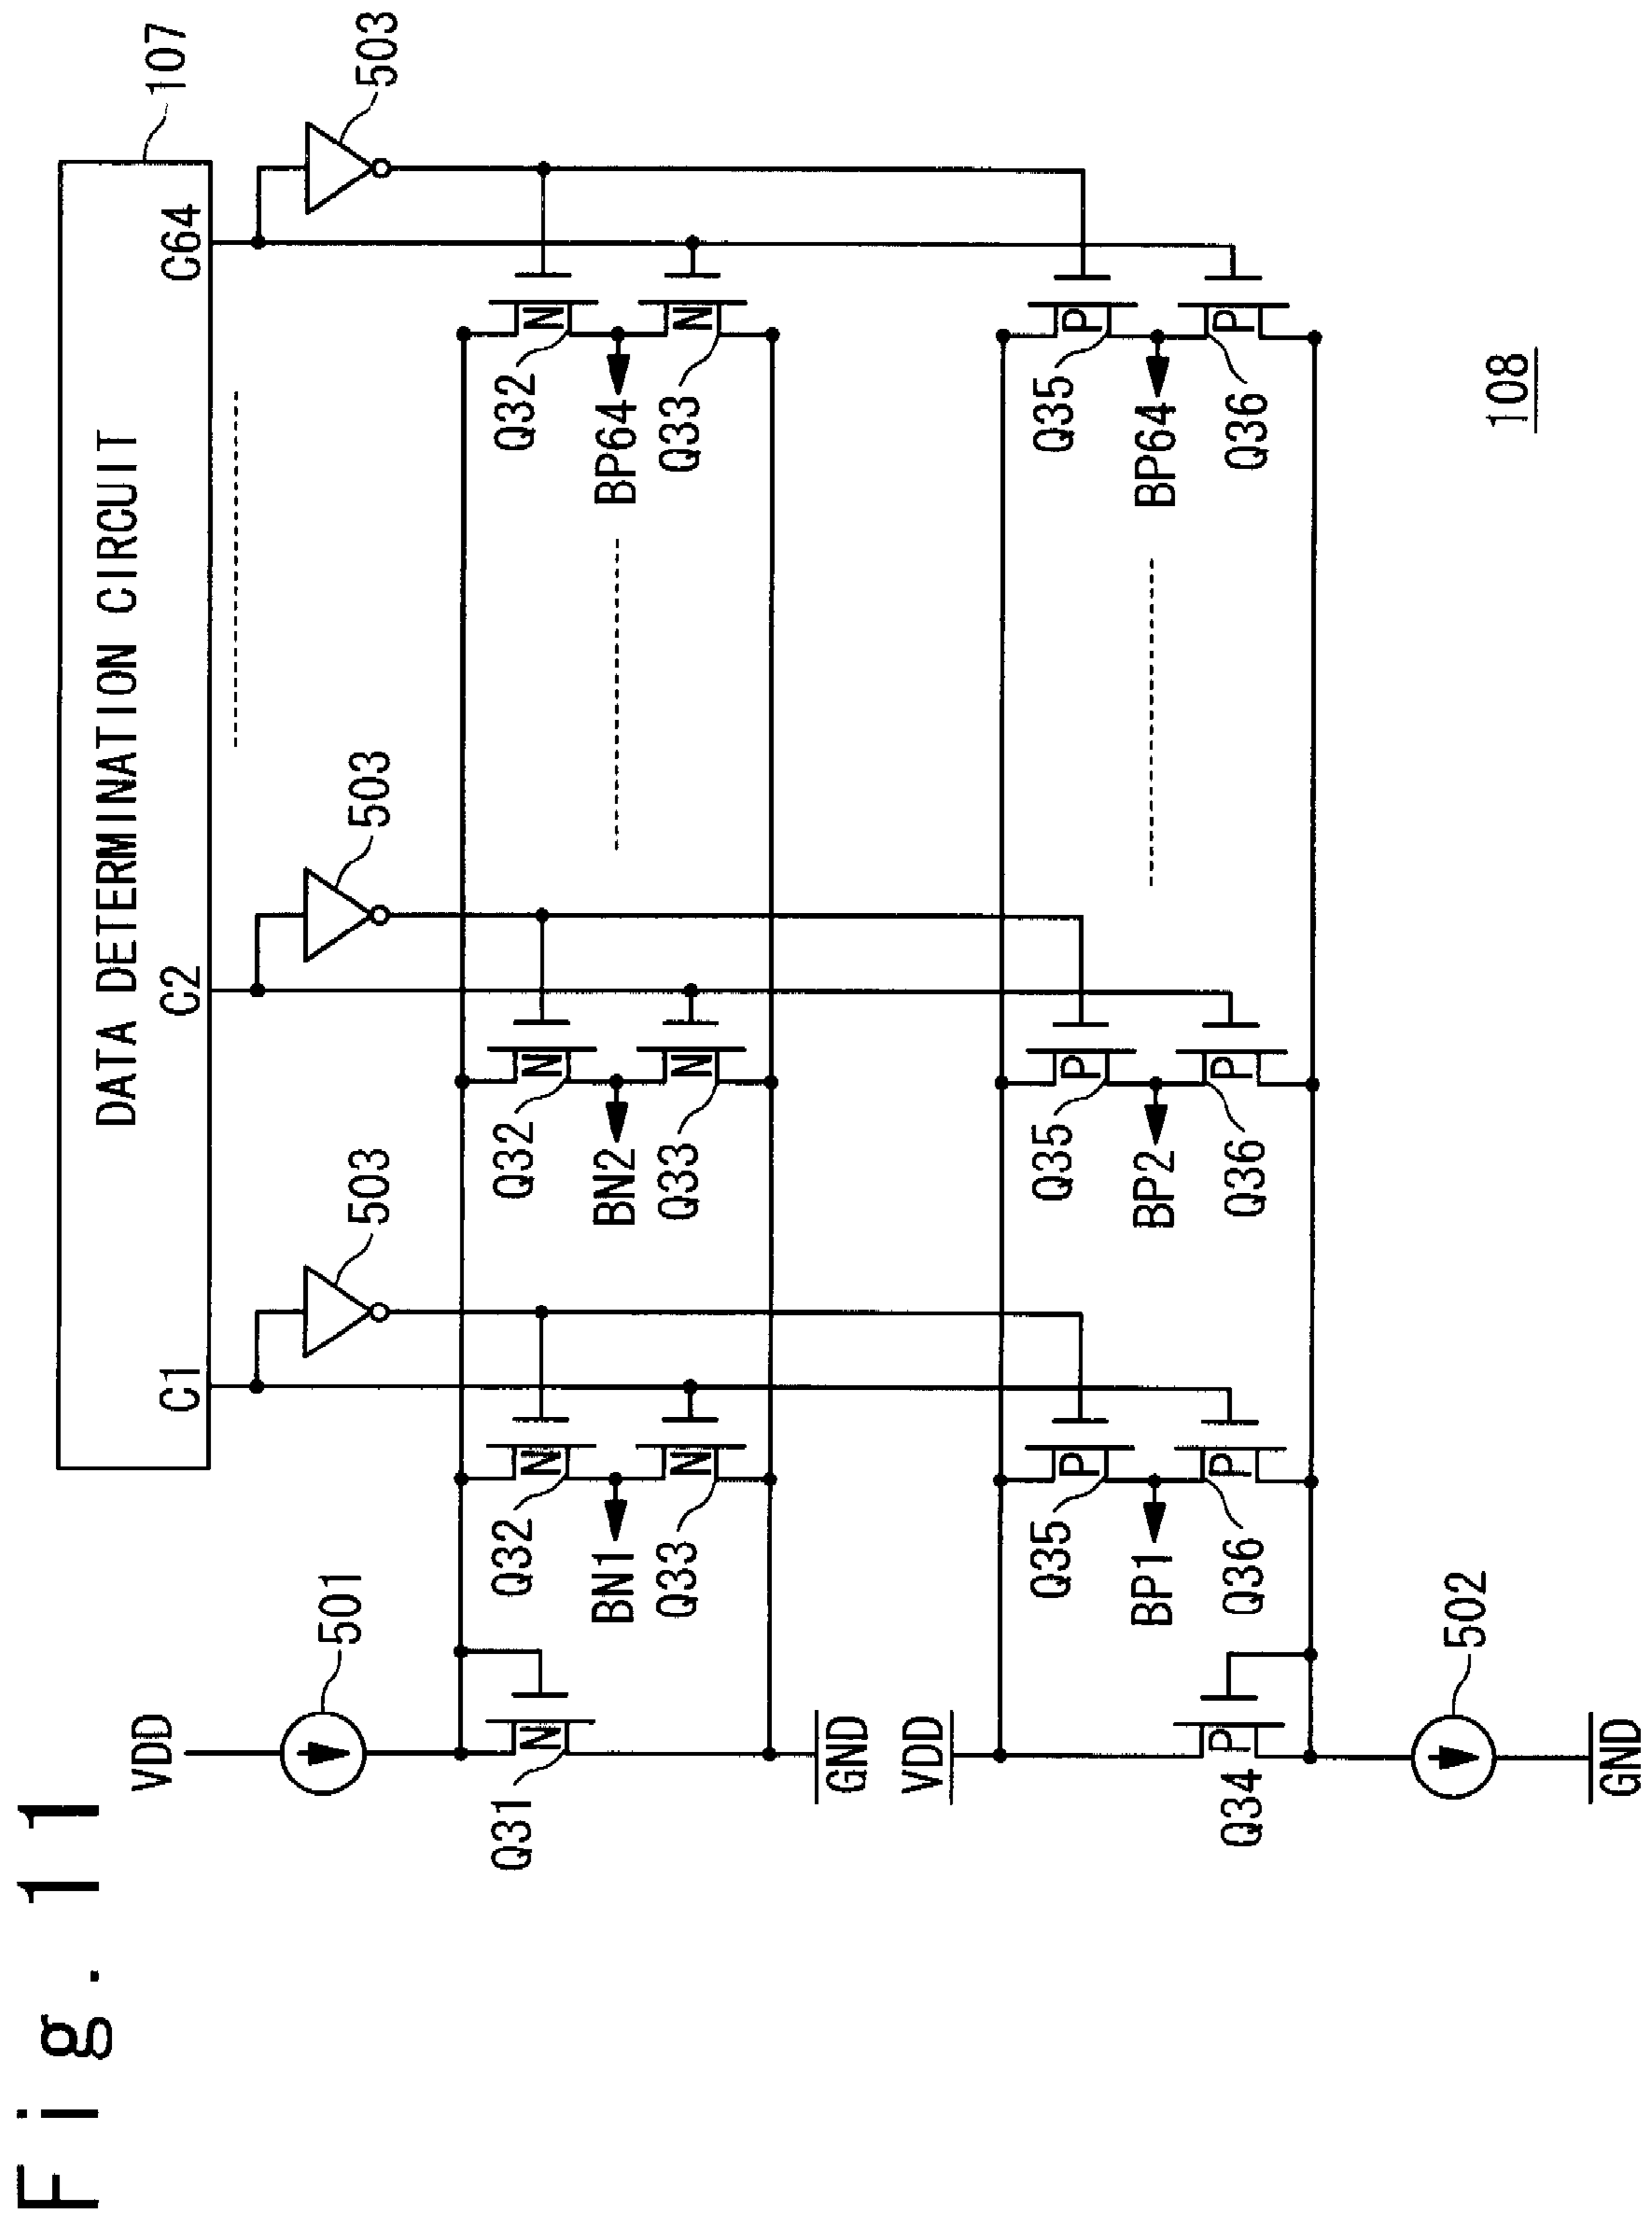 Fig. 11
107
DATA DETERMINATION CIRCUIT
C1
C2
C64
503
503
503
VDD
501
Q31
N
GND
Q32
N
BN1
Q33
N
Q32
N
BN2
Q33
N
Q32
N
BP64
Q33
N
VDD
Q34
P
502
GND
Q35
P
BP1
Q36
P
Q35
P
BP2
Q36
P
Q35
P
BP64
Q36
P
108